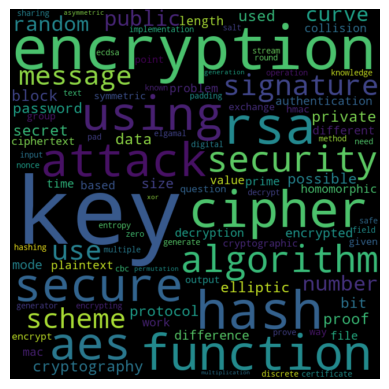 sharing asymmetric implementation salt ecdsa public length used curve
random collision
encryption
message stream round generation operation knowledge
point signature
block symmetric known problem padding authentication
password text using rsa
group exchange hmac
secret elgamal private
ciphertext pad data digital different
input attack security method need
nonce possible
time based size value prime homomorphic
hashing xor question decrypt safe
key cipher
entropy decryption encrypted field
zero multiple generate cryptographic given
use algorithm
mode plaintext cbc output number
generator encrypting permutation elliptic
secure hash bit
scheme protocol proof
difference work file
encrypt mac prove way
aes function
cryptography discrete certificate
multiplication